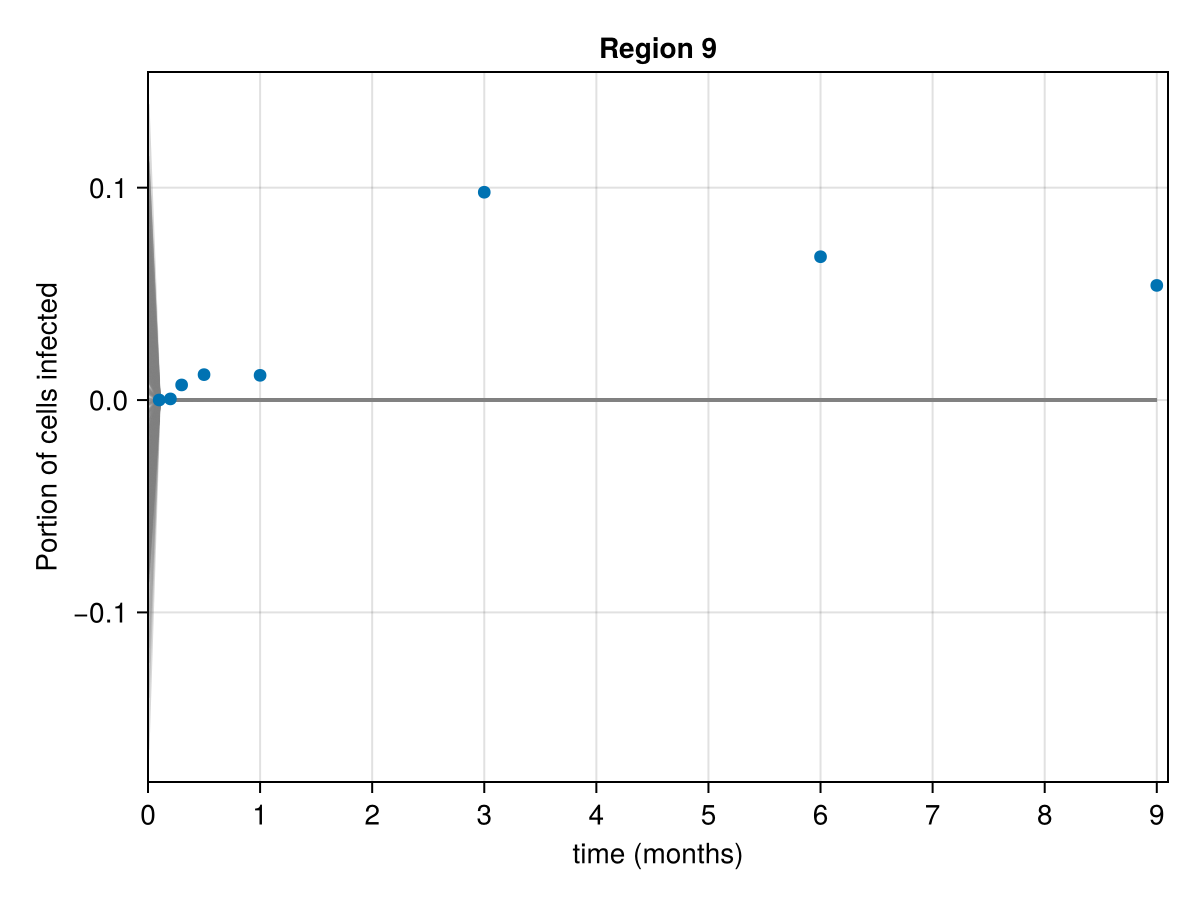 Region 9
Portion of cells infected
0.1
0.0
−0.1
0 1 2 3 4 5 6 7 8 9
time (months)